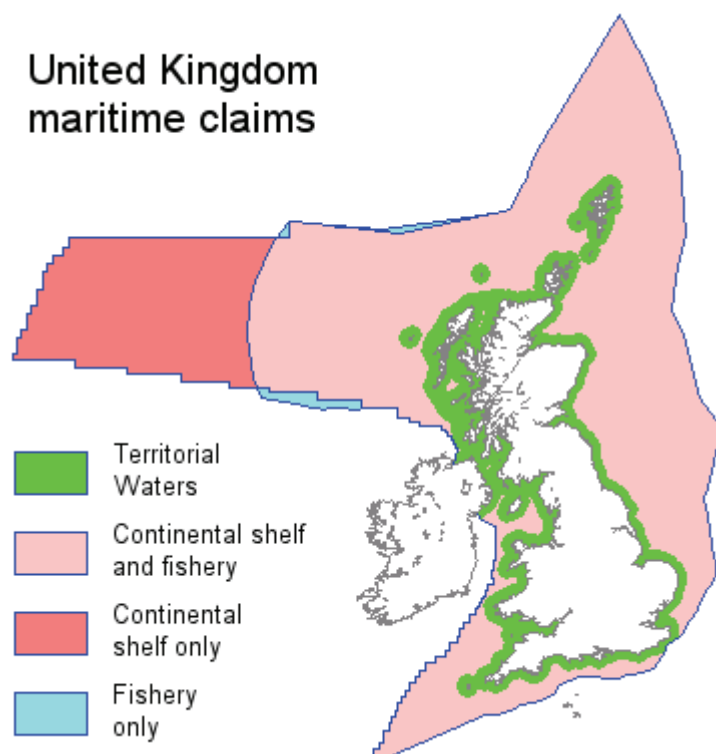 United Kingdom
maritime claims
Territorial
Waters
Continental shelf
and fishery
Continental
shelf only
Fishery
only